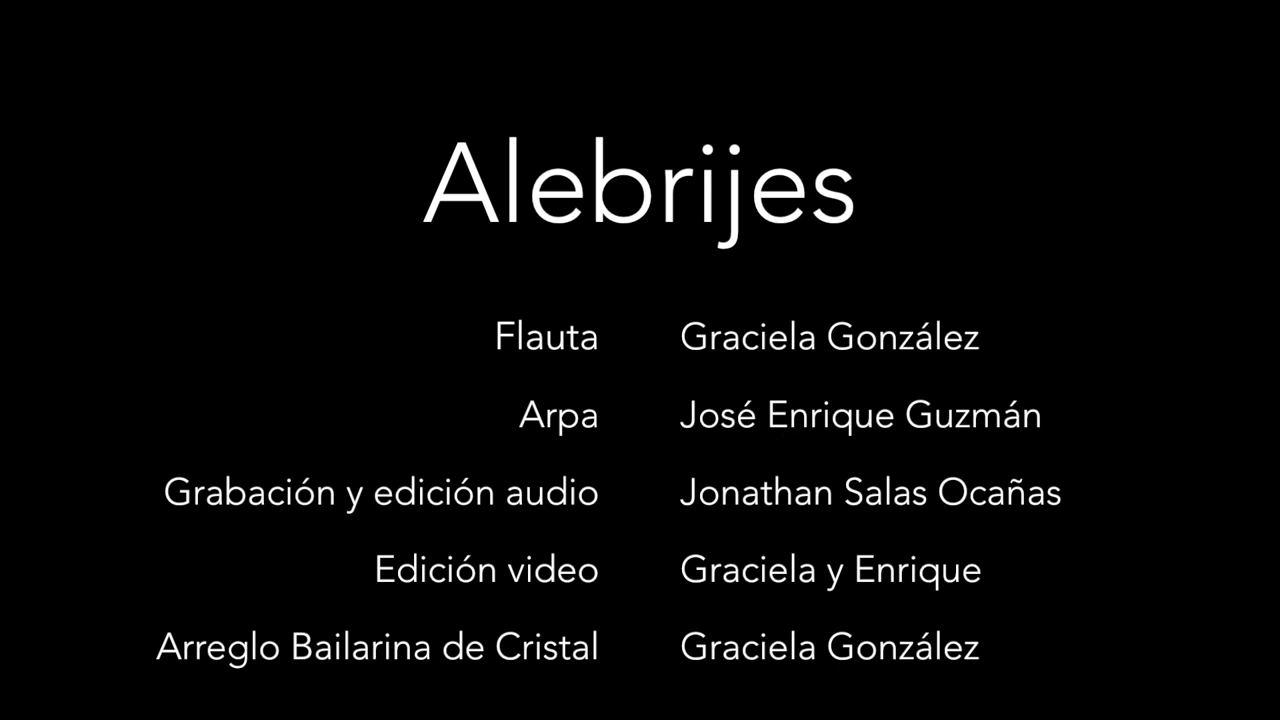 Alebrijes
Flauta Graciela González
Arpa José Enrique Guzmán
Grabación y edición audio Jonathan Salas Ocañas
Edición video Graciela y Enrique
Arreglo Bailarina de Cristal Graciela González